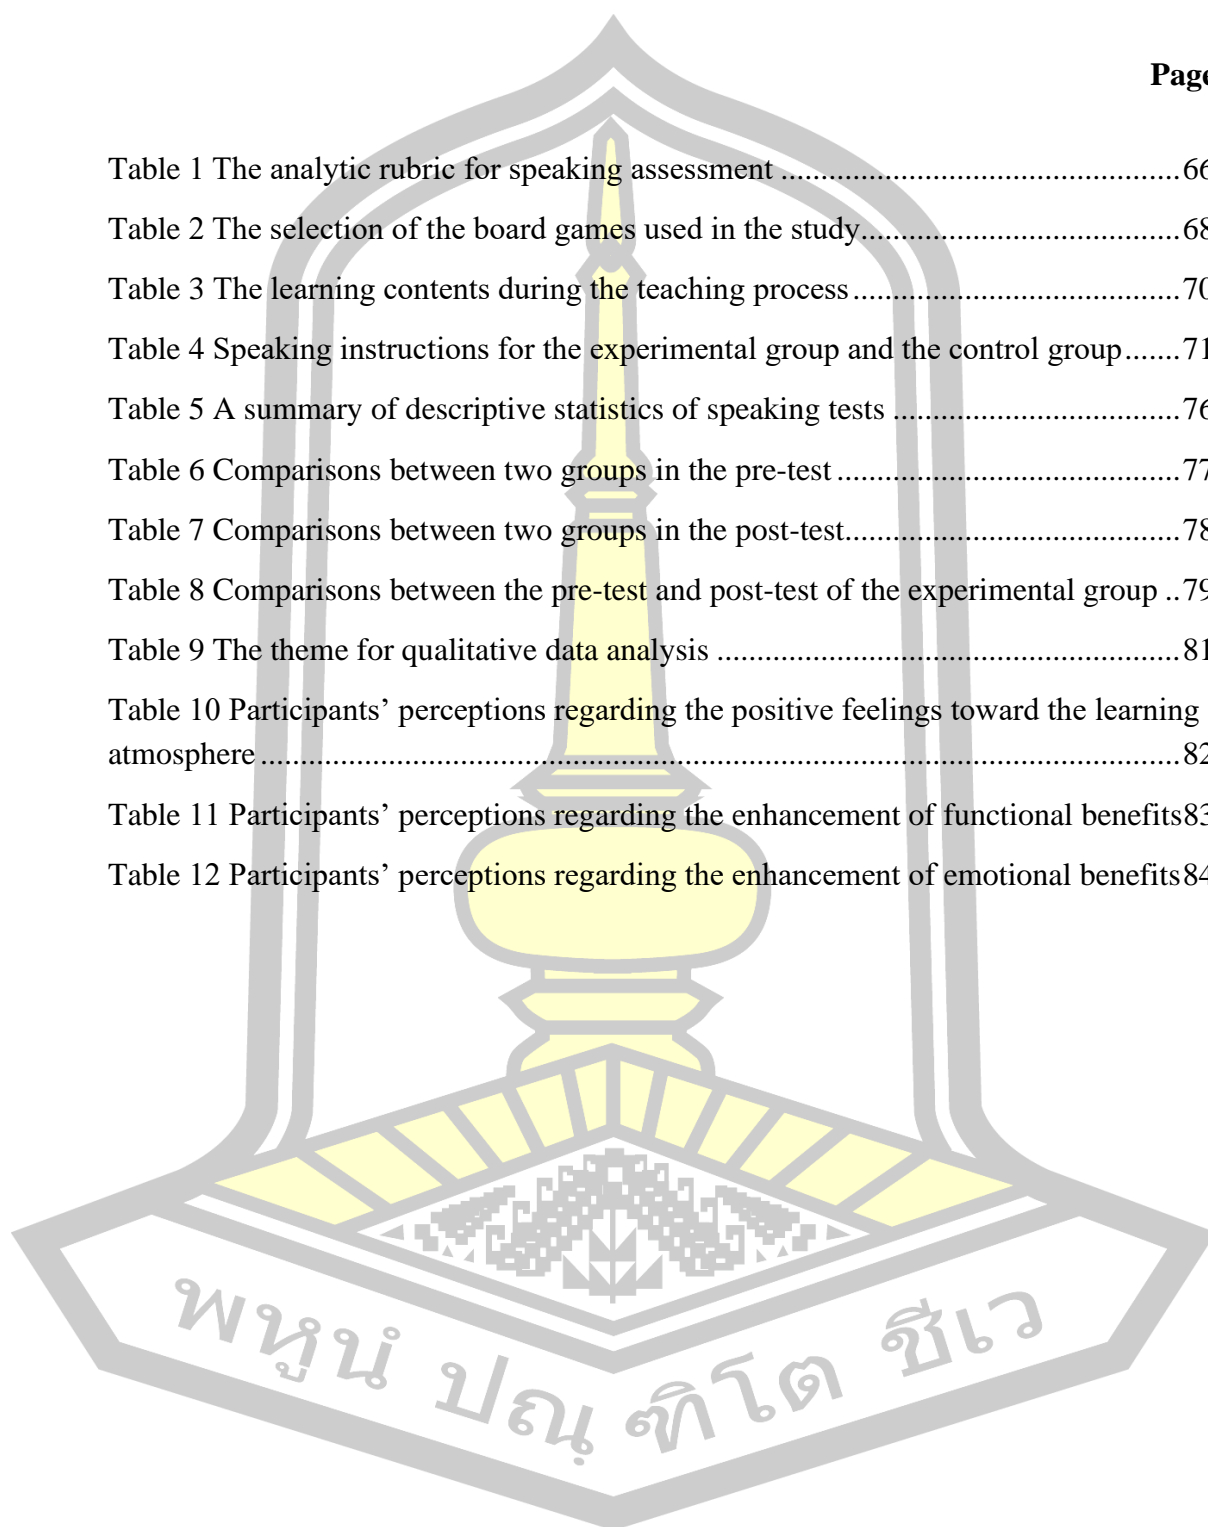 Page
Table 1 The analytic rubric for speaking assessment ................................................ 66
Table 2 The selection of the board games used in the study ...................................... 68
Table 3 The learning contents during the teaching process ....................................... 70
Table 4 Speaking instructions for the experimental group and the control group ....... 71
Table 5 A summary of descriptive statistics of speaking tests .................................. 76
Table 6 Comparisons between two groups in the pre-test ......................................... 77
Table 7 Comparisons between two groups in the post-test ........................................ 78
Table 8 Comparisons between the pre-test and post-test of the experimental group .. 79
Table 9 The theme for qualitative data analysis ....................................................... 81
Table 10 Participants’ perceptions regarding the positive feelings toward the learning
atmosphere ............................................................................................................... 82
Table 11 Participants’ perceptions regarding the enhancement of functional benefits83
Table 12 Participants’ perceptions regarding the enhancement of emotional benefits84
พหูนํ ปณฺฑิโต ชีเว